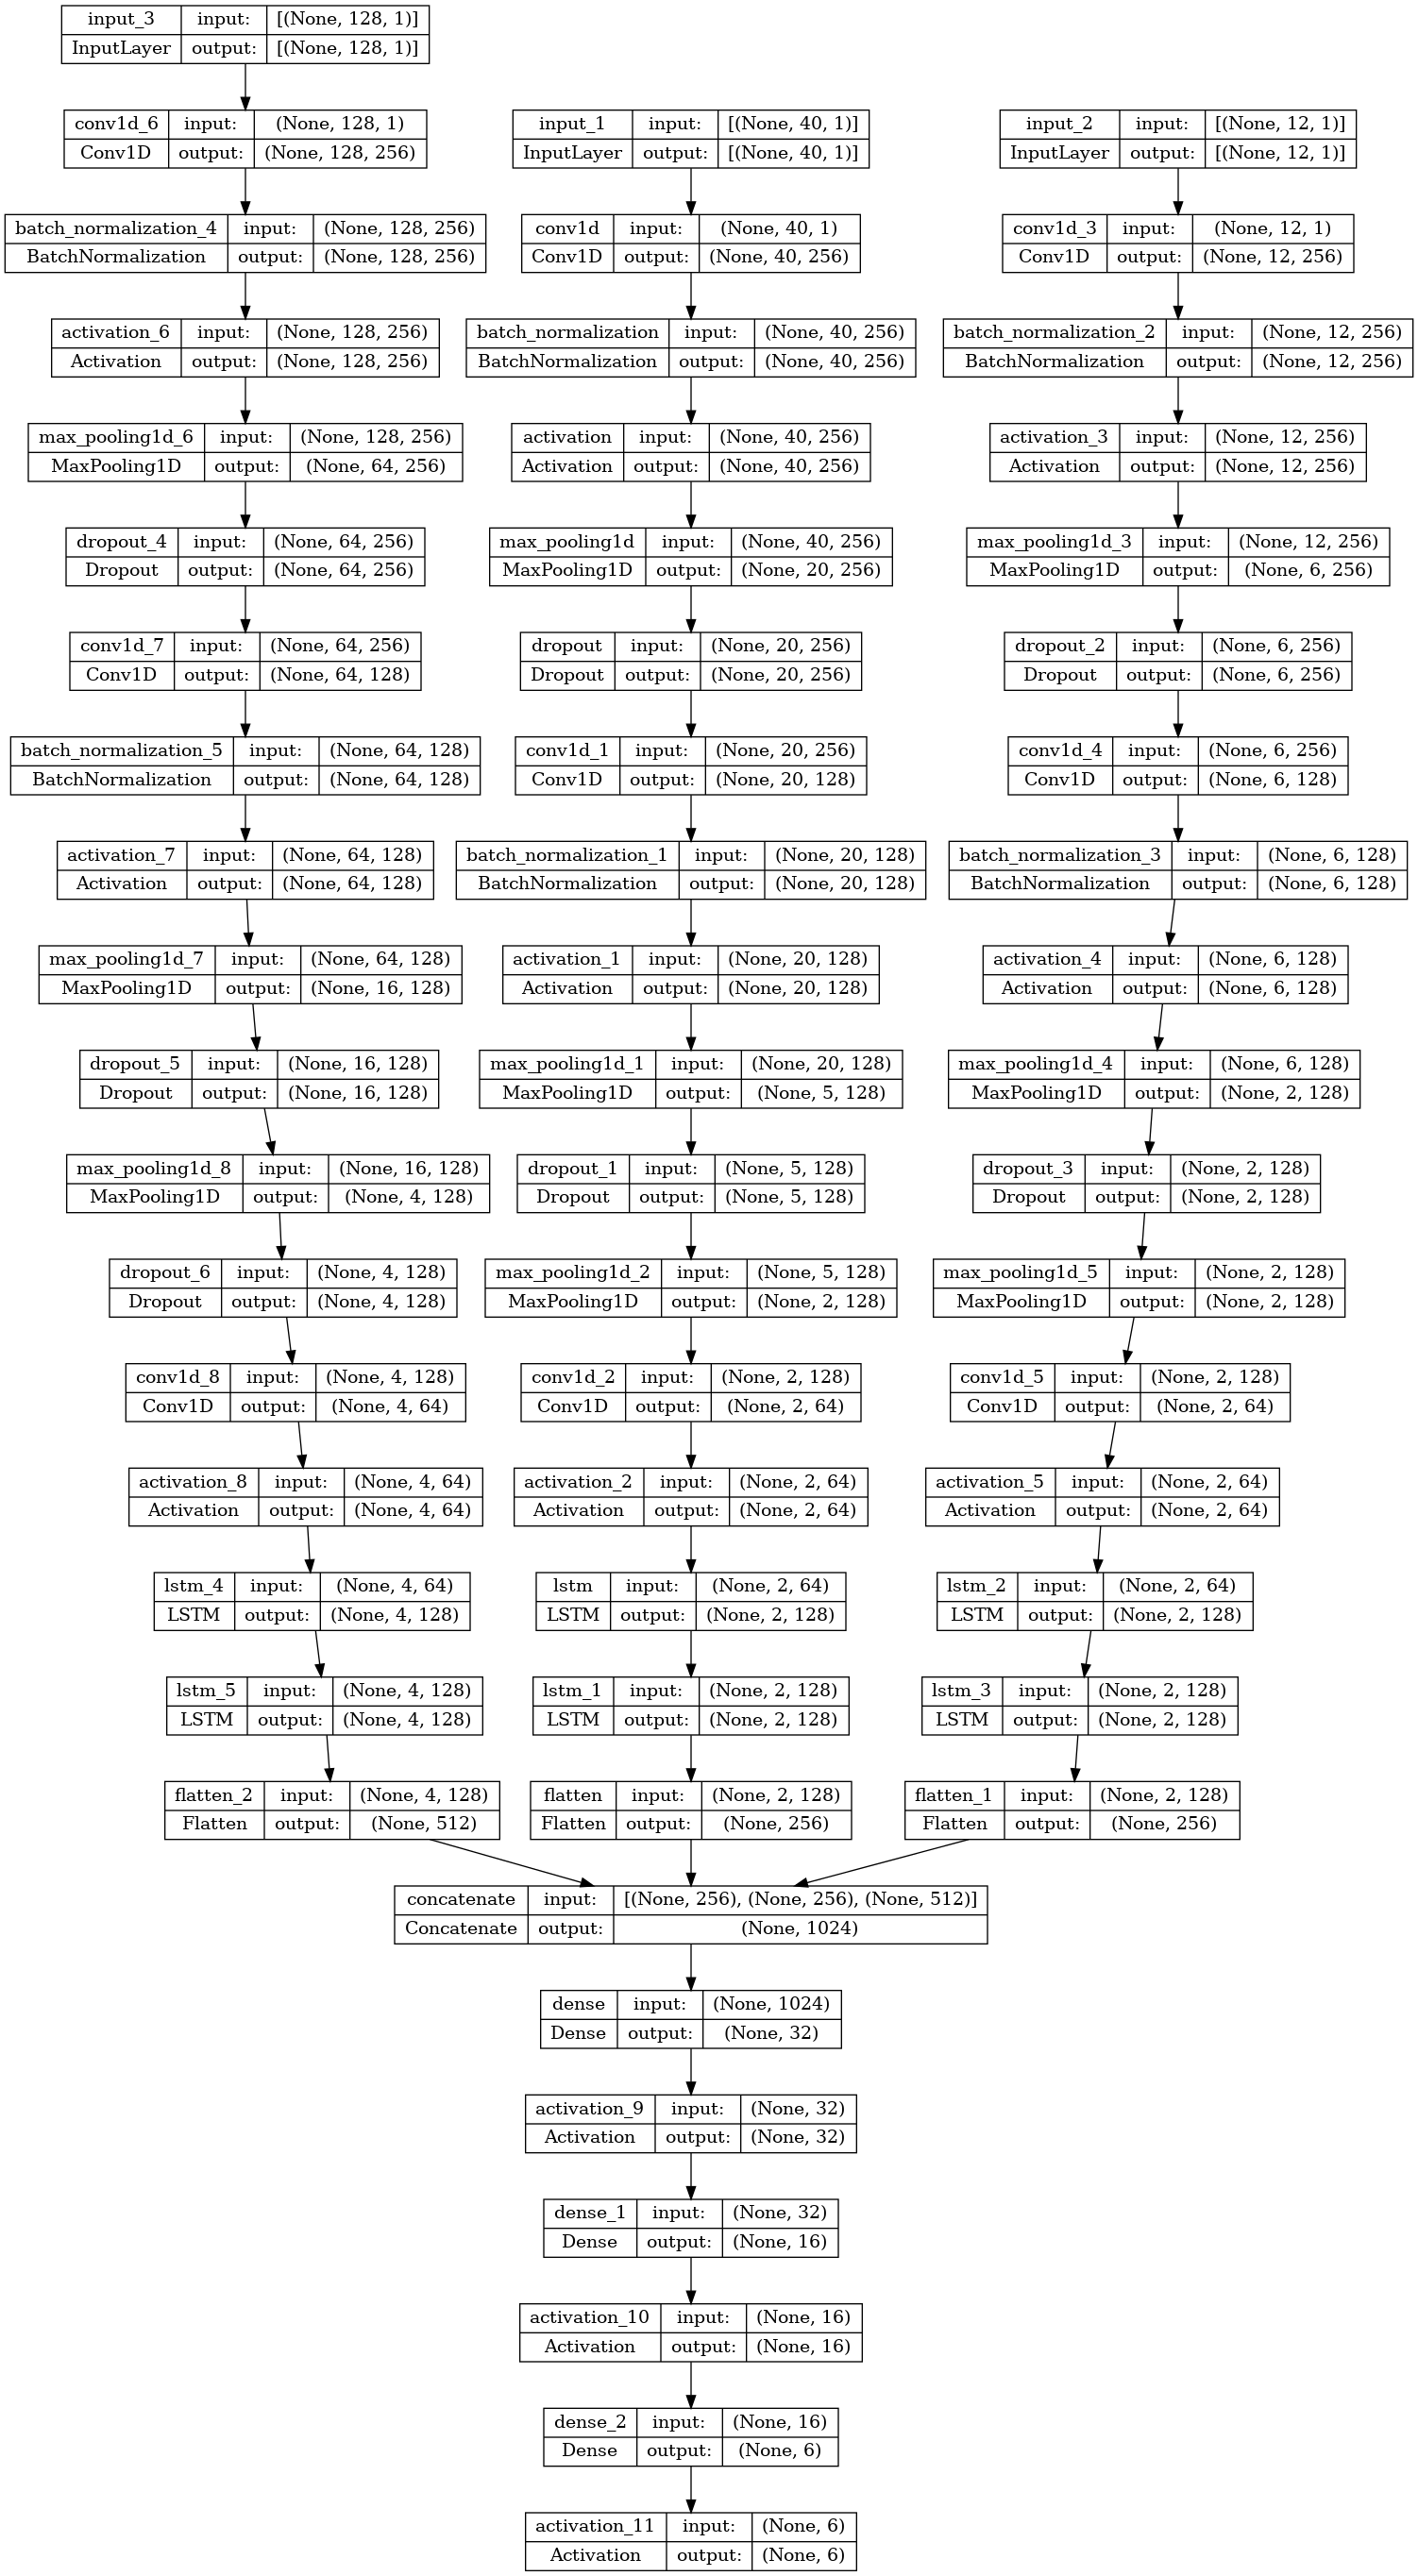 input_3 input: [(None, 128, 1)]
InputLayer output: [(None, 128, 1)]
conv1d_6 input: (None, 128, 1)
Conv1D output: (None, 128, 256)
batch_normalization_4 input: (None, 128, 256)
BatchNormalization output: (None, 128, 256)
activation_6 input: (None, 128, 256)
Activation output: (None, 128, 256)
max_pooling1d_6 input: (None, 128, 256)
MaxPooling1D output: (None, 64, 256)
dropout_4 input: (None, 64, 256)
Dropout output: (None, 64, 256)
conv1d_7 input: (None, 64, 256)
Conv1D output: (None, 64, 128)
batch_normalization_5 input: (None, 64, 128)
BatchNormalization output: (None, 64, 128)
activation_7 input: (None, 64, 128)
Activation output: (None, 64, 128)
max_pooling1d_7 input: (None, 64, 128)
MaxPooling1D output: (None, 16, 128)
dropout_5 input: (None, 16, 128)
Dropout output: (None, 16, 128)
max_pooling1d_8 input: (None, 16, 128)
MaxPooling1D output: (None, 4, 128)
dropout_6 input: (None, 4, 128)
Dropout output: (None, 4, 128)
conv1d_8 input: (None, 4, 128)
Conv1D output: (None, 4, 64)
activation_8 input: (None, 4, 64)
Activation output: (None, 4, 64)
lstm_4 input: (None, 4, 64)
LSTM output: (None, 4, 128)
lstm_5 input: (None, 4, 128)
LSTM output: (None, 4, 128)
flatten_2 input: (None, 4, 128)
Flatten output: (None, 512)
input_1 input: [(None, 40, 1)]
InputLayer output: [(None, 40, 1)]
conv1d input: (None, 40, 1)
Conv1D output: (None, 40, 256)
batch_normalization input: (None, 40, 256)
BatchNormalization output: (None, 40, 256)
activation input: (None, 40, 256)
Activation output: (None, 40, 256)
max_pooling1d input: (None, 40, 256)
MaxPooling1D output: (None, 20, 256)
dropout input: (None, 20, 256)
Dropout output: (None, 20, 256)
conv1d_1 input: (None, 20, 256)
Conv1D output: (None, 20, 128)
batch_normalization_1 input: (None, 20, 128)
BatchNormalization output: (None, 20, 128)
activation_1 input: (None, 20, 128)
Activation output: (None, 20, 128)
max_pooling1d_1 input: (None, 20, 128)
MaxPooling1D output: (None, 5, 128)
dropout_1 input: (None, 5, 128)
Dropout output: (None, 5, 128)
max_pooling1d_2 input: (None, 5, 128)
MaxPooling1D output: (None, 2, 128)
conv1d_2 input: (None, 2, 128)
Conv1D output: (None, 2, 64)
activation_2 input: (None, 2, 64)
Activation output: (None, 2, 64)
lstm input: (None, 2, 64)
LSTM output: (None, 2, 128)
lstm_1 input: (None, 2, 128)
LSTM output: (None, 2, 128)
flatten input: (None, 2, 128)
Flatten output: (None, 256)
input_2 input: [(None, 12, 1)]
InputLayer output: [(None, 12, 1)]
conv1d_3 input: (None, 12, 1)
Conv1D output: (None, 12, 256)
batch_normalization_2 input: (None, 12, 256)
BatchNormalization output: (None, 12, 256)
activation_3 input: (None, 12, 256)
Activation output: (None, 12, 256)
max_pooling1d_3 input: (None, 12, 256)
MaxPooling1D output: (None, 6, 256)
dropout_2 input: (None, 6, 256)
Dropout output: (None, 6, 256)
conv1d_4 input: (None, 6, 256)
Conv1D output: (None, 6, 128)
batch_normalization_3 input: (None, 6, 128)
BatchNormalization output: (None, 6, 128)
activation_4 input: (None, 6, 128)
Activation output: (None, 6, 128)
max_pooling1d_4 input: (None, 6, 128)
MaxPooling1D output: (None, 2, 128)
dropout_3 input: (None, 2, 128)
Dropout output: (None, 2, 128)
max_pooling1d_5 input: (None, 2, 128)
MaxPooling1D output: (None, 2, 128)
conv1d_5 input: (None, 2, 128)
Conv1D output: (None, 2, 64)
activation_5 input: (None, 2, 64)
Activation output: (None, 2, 64)
lstm_2 input: (None, 2, 64)
LSTM output: (None, 2, 128)
lstm_3 input: (None, 2, 128)
LSTM output: (None, 2, 128)
flatten_1 input: (None, 2, 128)
Flatten output: (None, 256)
concatenate input: [(None, 256), (None, 256), (None, 512)]
Concatenate output: (None, 1024)
dense input: (None, 1024)
Dense output: (None, 32)
activation_9 input: (None, 32)
Activation output: (None, 32)
dense_1 input: (None, 32)
Dense output: (None, 16)
activation_10 input: (None, 16)
Activation output: (None, 16)
dense_2 input: (None, 16)
Dense output: (None, 6)
activation_11 input: (None, 6)
Activation output: (None, 6)